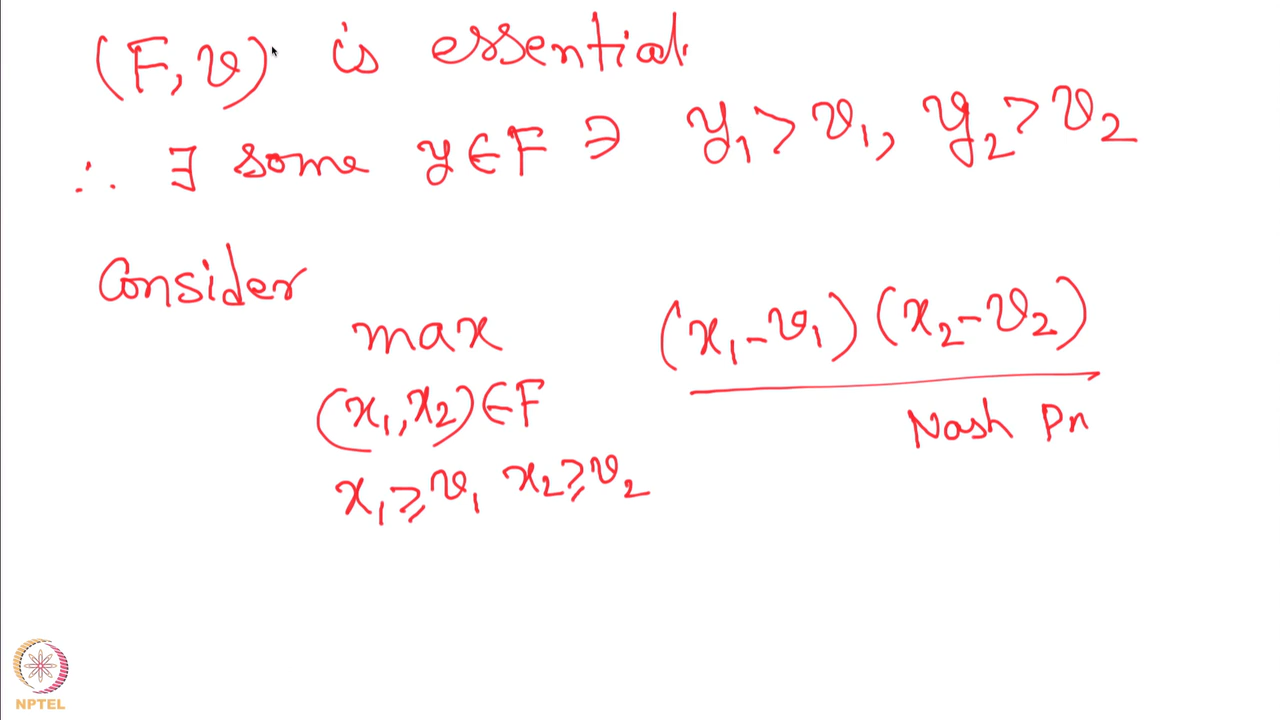 (F, v) is essential.
∴ ∃ some y ∈ F ∋ y₁ > v₁, y₂ > v₂
Consider
max (x₁ - v₁) (x₂ - v₂)
(x₁, x₂) ∈ F
Nash Pn
x₁ ≥ v₁ x₂ ≥ v₂
NPTEL